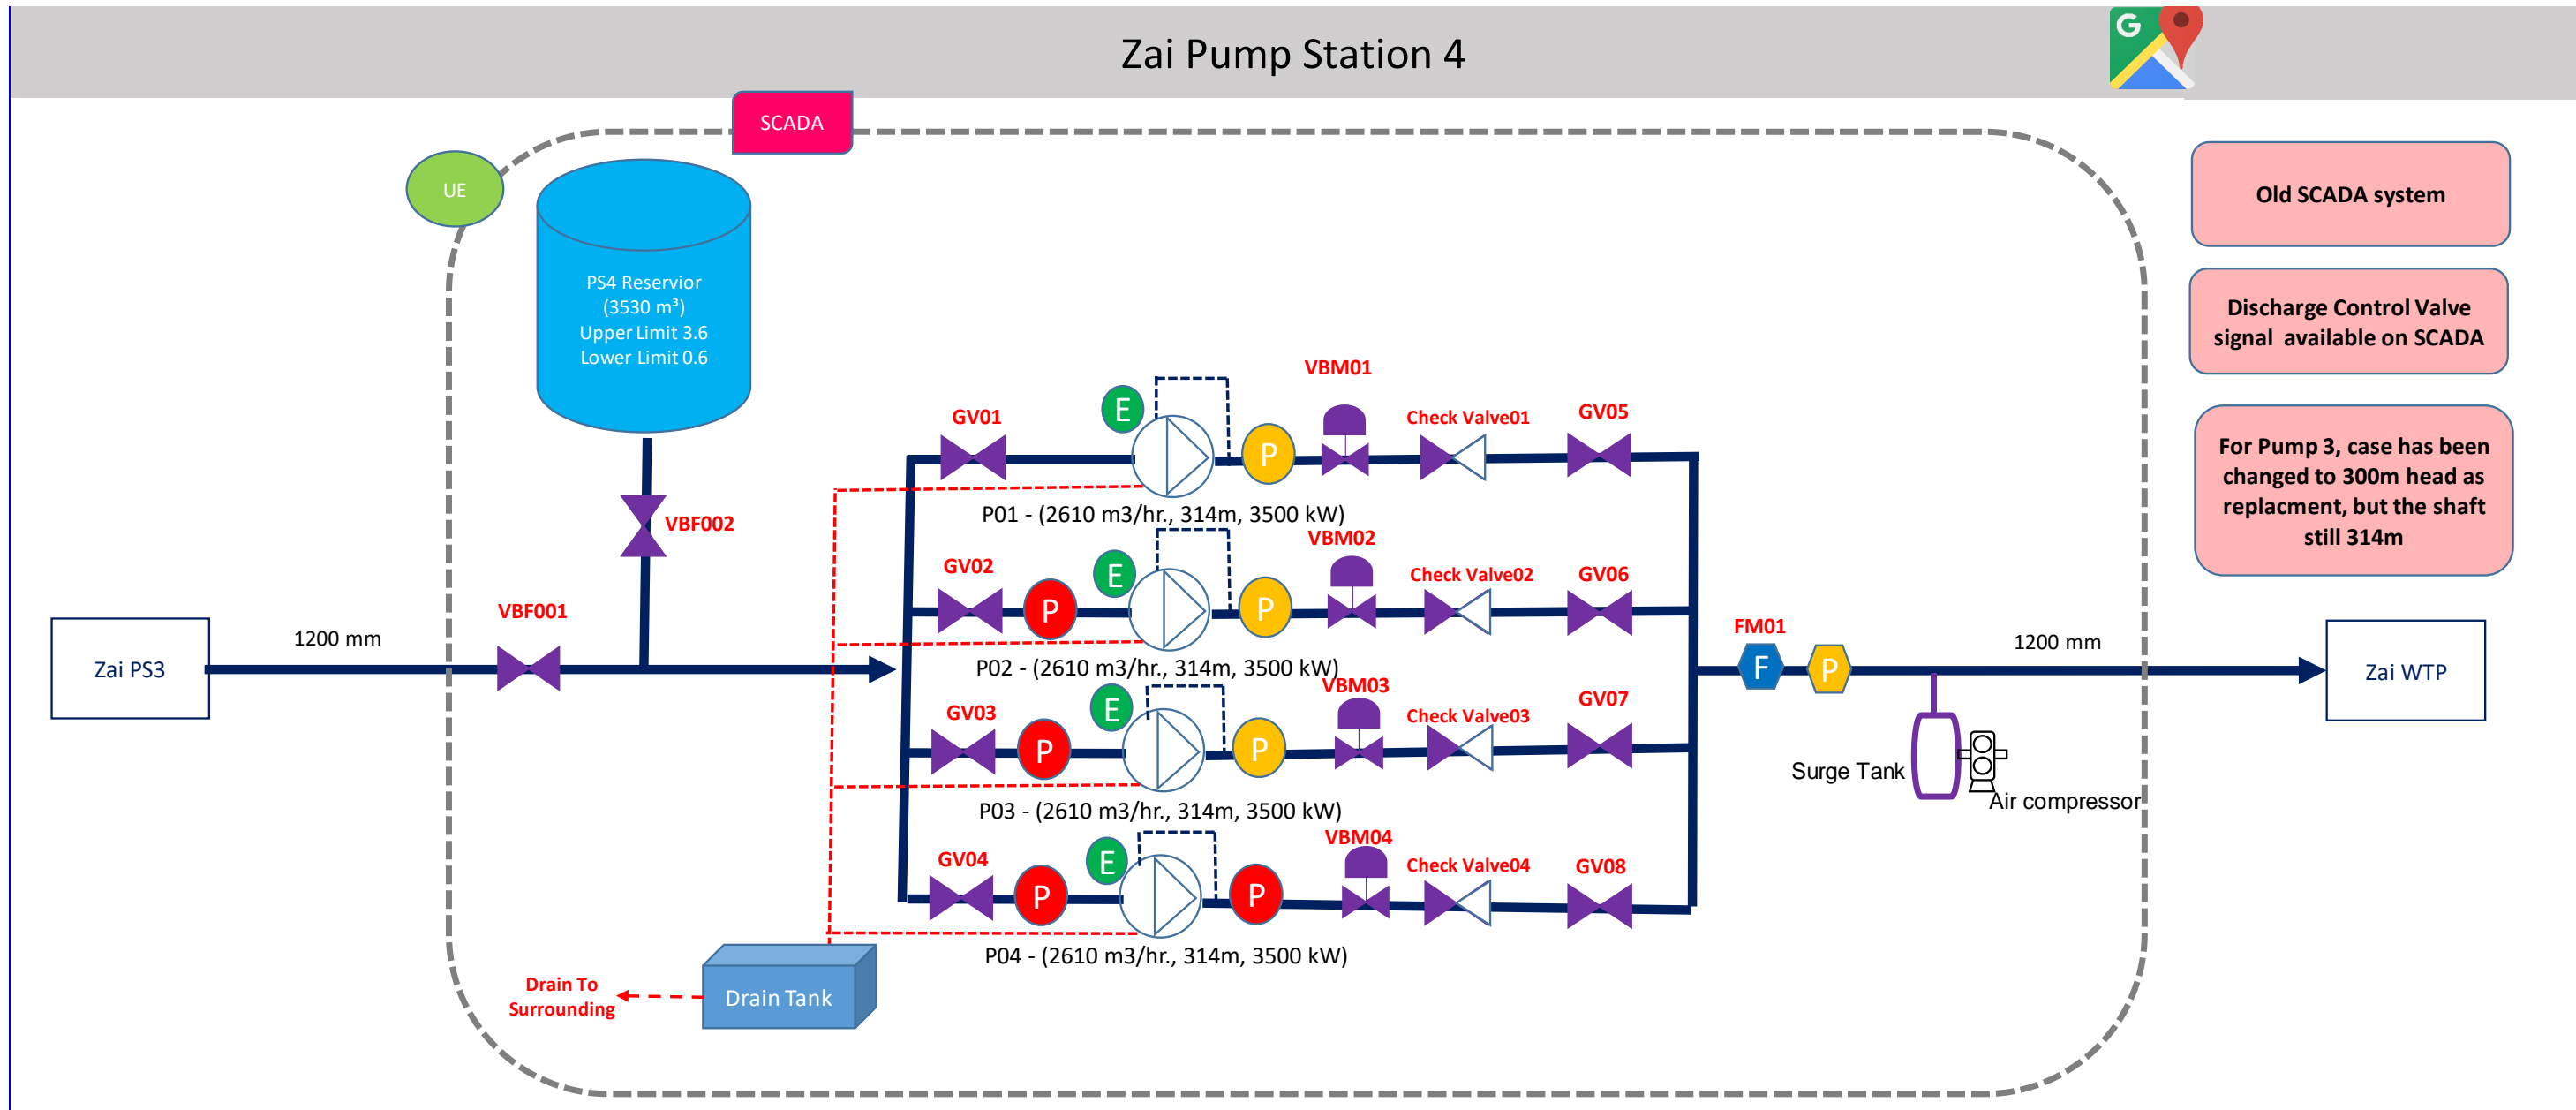 Zai Pump Station 4
G
SCADA
UE
PS4 Reservior
(3530 m³)
Upper Limit 3.6
Lower Limit 0.6
Old SCADA system
Discharge Control Valve
signal available on SCADA
For Pump 3, case has been
changed to 300m head as
replacment, but the shaft
still 314m
VBF002
VBF001
Zai PS3
1200 mm
GV01
E
P
VBM01
Check Valve01
GV05
P01 - (2610 m3/hr., 314m, 3500 kW)
GV02
P
E
P
VBM02
Check Valve02
GV06
P02 - (2610 m3/hr., 314m, 3500 kW)
GV03
P
E
P
VBM03
Check Valve03
GV07
P03 - (2610 m3/hr., 314m, 3500 kW)
GV04
P
E
P
VBM04
Check Valve04
GV08
P04 - (2610 m3/hr., 314m, 3500 kW)
FM01
F
P
1200 mm
Zai WTP
Surge Tank
Air compressor
Drain To
Surrounding
Drain Tank